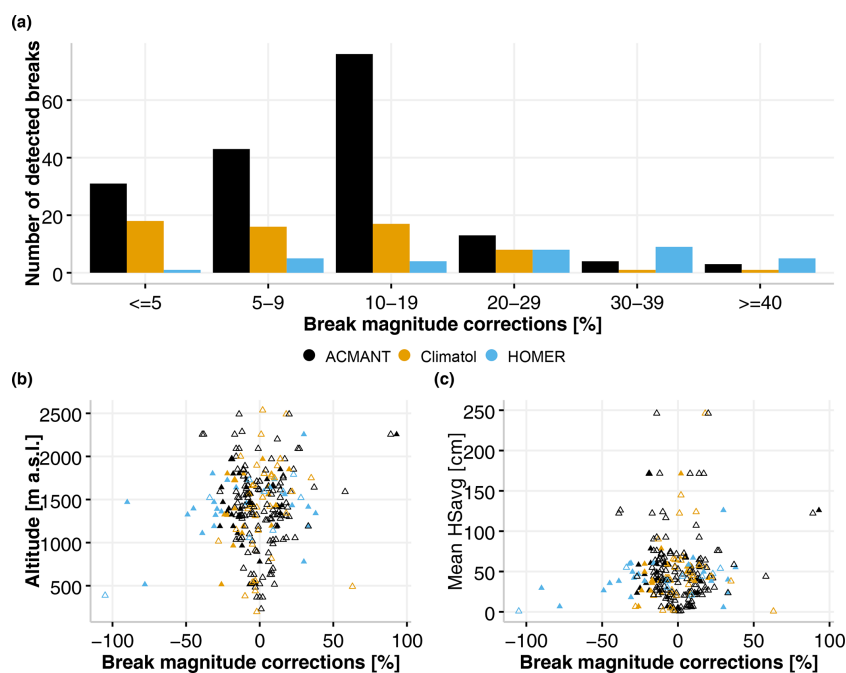 (a)
Number of detected breaks
60
40
20
0
<=5
5−9
10−19
20−29
30−39
>=40
Break magnitude corrections [%]
ACMANT
Climatol
HOMER
(b)
Altitude [m a.s.l.]
2500
2000
1500
1000
500
−100
−50
0
50
100
Break magnitude corrections [%]
(c)
Mean HSavg [cm]
250
200
150
100
50
0
−100
−50
0
50
100
Break magnitude corrections [%]